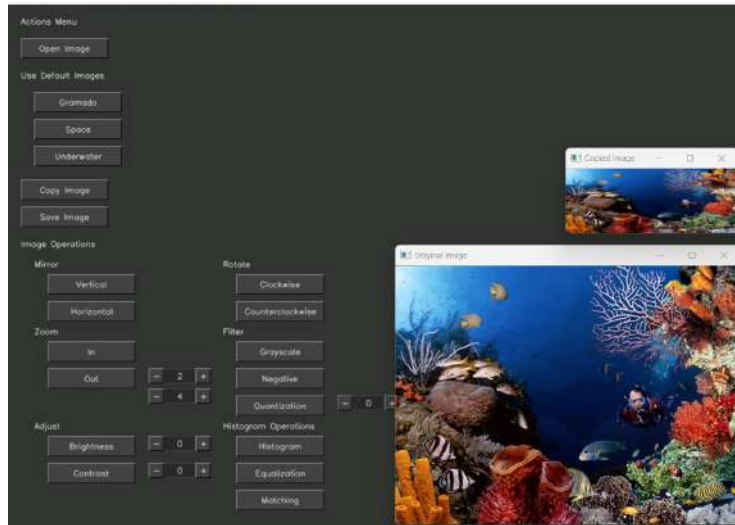 Actions Menu
Open Image
Use Default Images
Gramado
Space
Underwater
Copy Image
Save Image
Image Operations
Mirror
Vertical
Horizontal
Zoom
In
Out
- 2 +
- 4 +
Adjust
Brightness
- 0 +
Contrast
- 0 +
Rotate
Clockwise
Counterclockwise
Filter
Grayscale
Negative
Quantization
- 0 +
Histogram Operations
Histogram
Equalization
Matching
Copied Image
Original Image